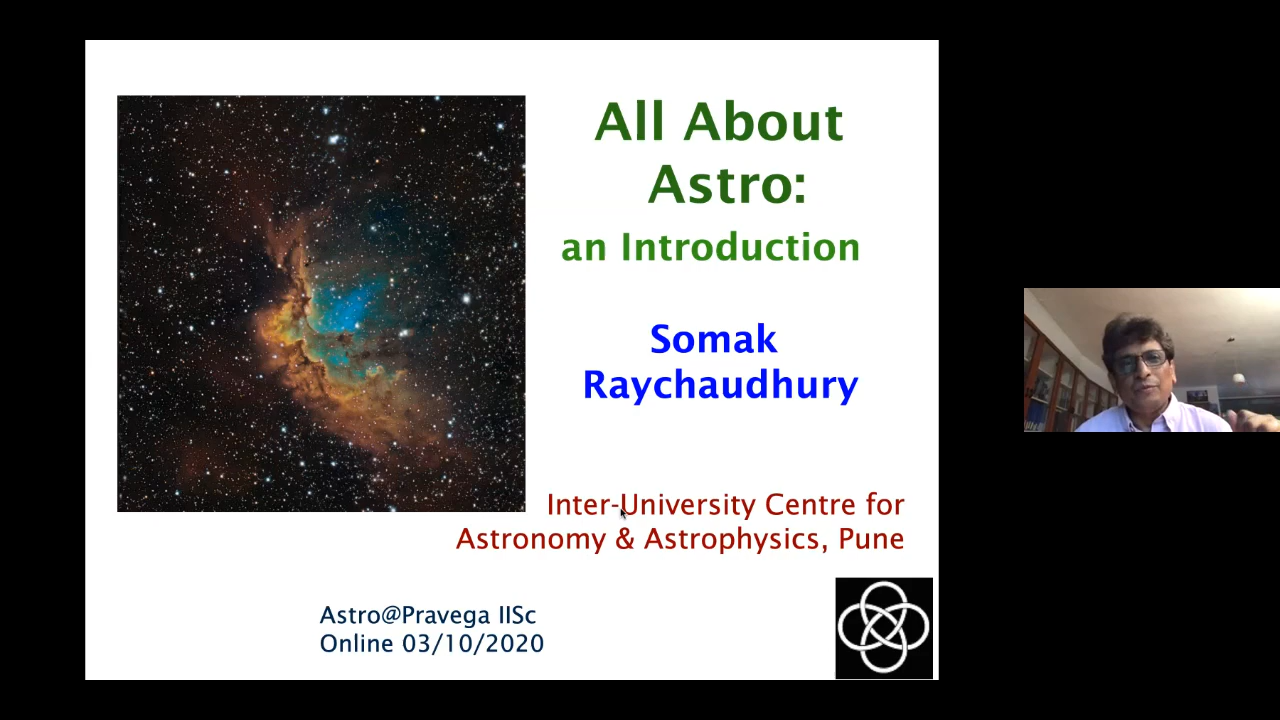 All About
Astro:
an Introduction
Somak
Raychaudhury
Inter-University Centre for
Astronomy & Astrophysics, Pune
Astro@Pravega IISc
Online 03/10/2020